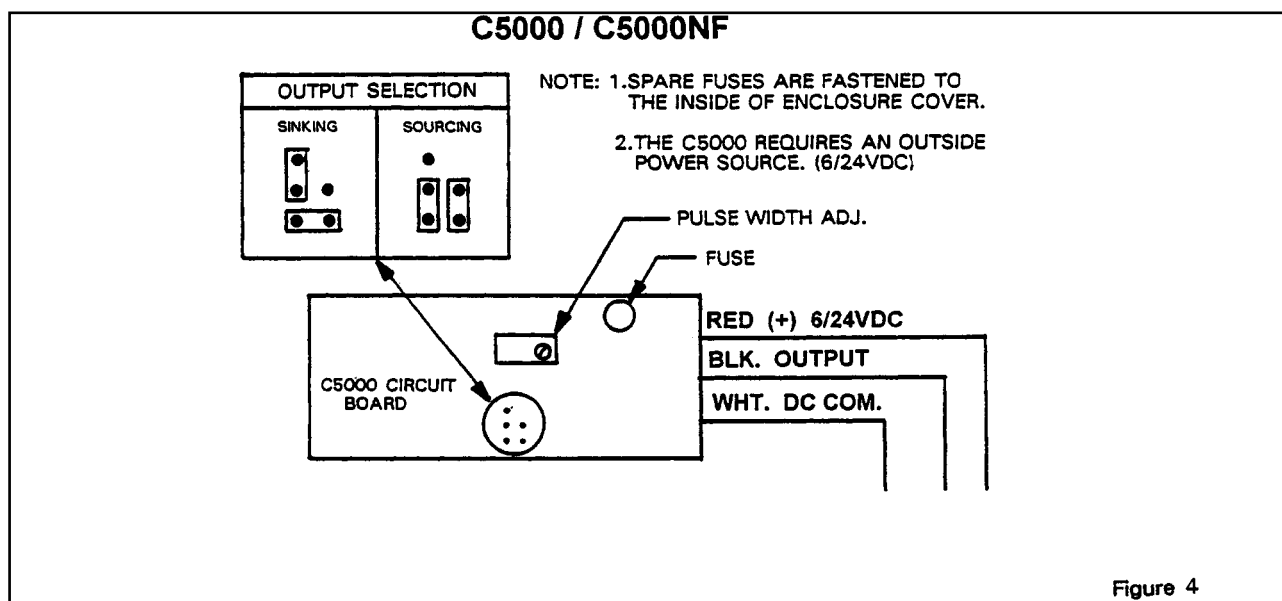 C5000 / C5000NF
OUTPUT SELECTION
SINKING
SOURCING
NOTE: 1.SPARE FUSES ARE FASTENED TO
THE INSIDE OF ENCLOSURE COVER.
2.THE C5000 REQUIRES AN OUTSIDE
POWER SOURCE. (6/24VDC)
PULSE WIDTH ADJ.
FUSE
RED (+) 6/24VDC
BLK. OUTPUT
WHT. DC COM.
C5000 CIRCUIT
BOARD
Figure 4